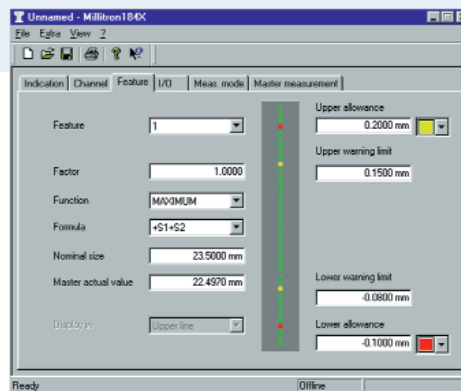 Unnamed - Millitron184X
File Extra View ?
Indication Channel Feature I/O Meas. mode Master measurement
Feature 1
Factor 1.0000
Function MAXIMUM
Formula +S1+S2
Nominal size 23.5000 mm
Master actual value 22.4970 mm
Display in Upper line
Upper allowance
0.2000 mm
Upper warning limit
0.1500 mm
Lower warning limit
-0.0800 mm
Lower allowance
-0.1000 mm
Ready Offline